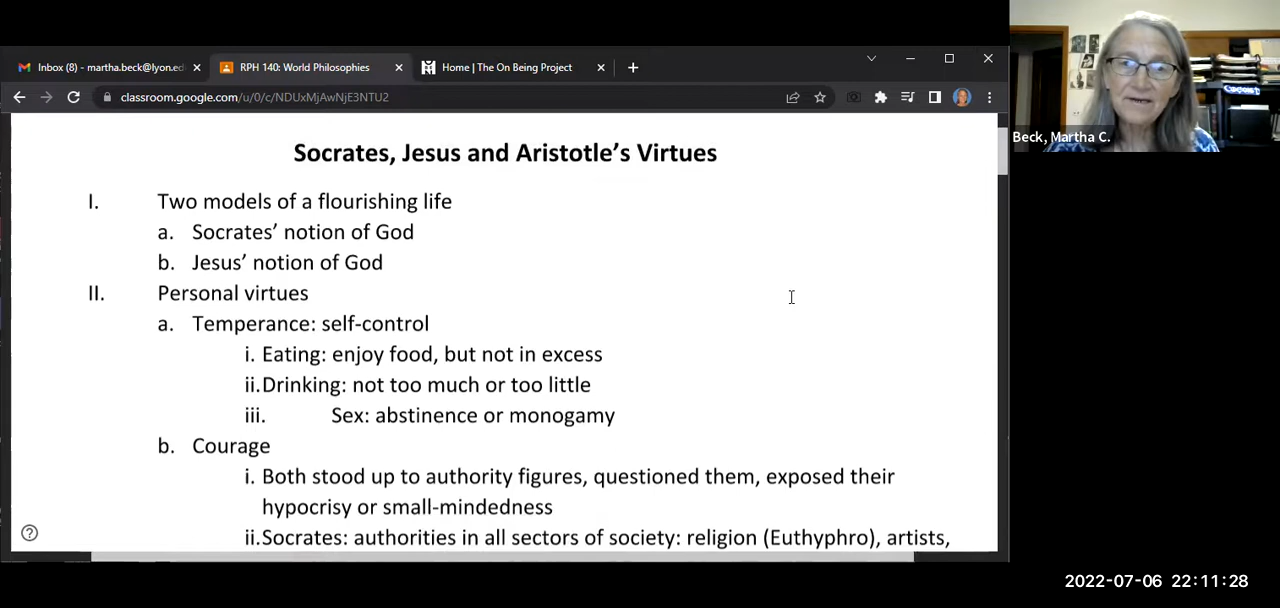 Inbox (8) - martha.beck@lyon.ed
RPH 140: World Philosophies
Home | The On Being Project
classroom.google.com/u/0/c/NDUxMjAwNjE3NTU2
Beck, Martha C.
Socrates, Jesus and Aristotle's Virtues
I. Two models of a flourishing life
a. Socrates' notion of God
b. Jesus' notion of God
II. Personal virtues
a. Temperance: self-control
i. Eating: enjoy food, but not in excess
ii.Drinking: not too much or too little
iii. Sex: abstinence or monogamy
b. Courage
i. Both stood up to authority figures, questioned them, exposed their
hypocrisy or small-mindedness
ii.Socrates: authorities in all sectors of society: religion (Euthyphro), artists,
2022-07-06 22:11:28